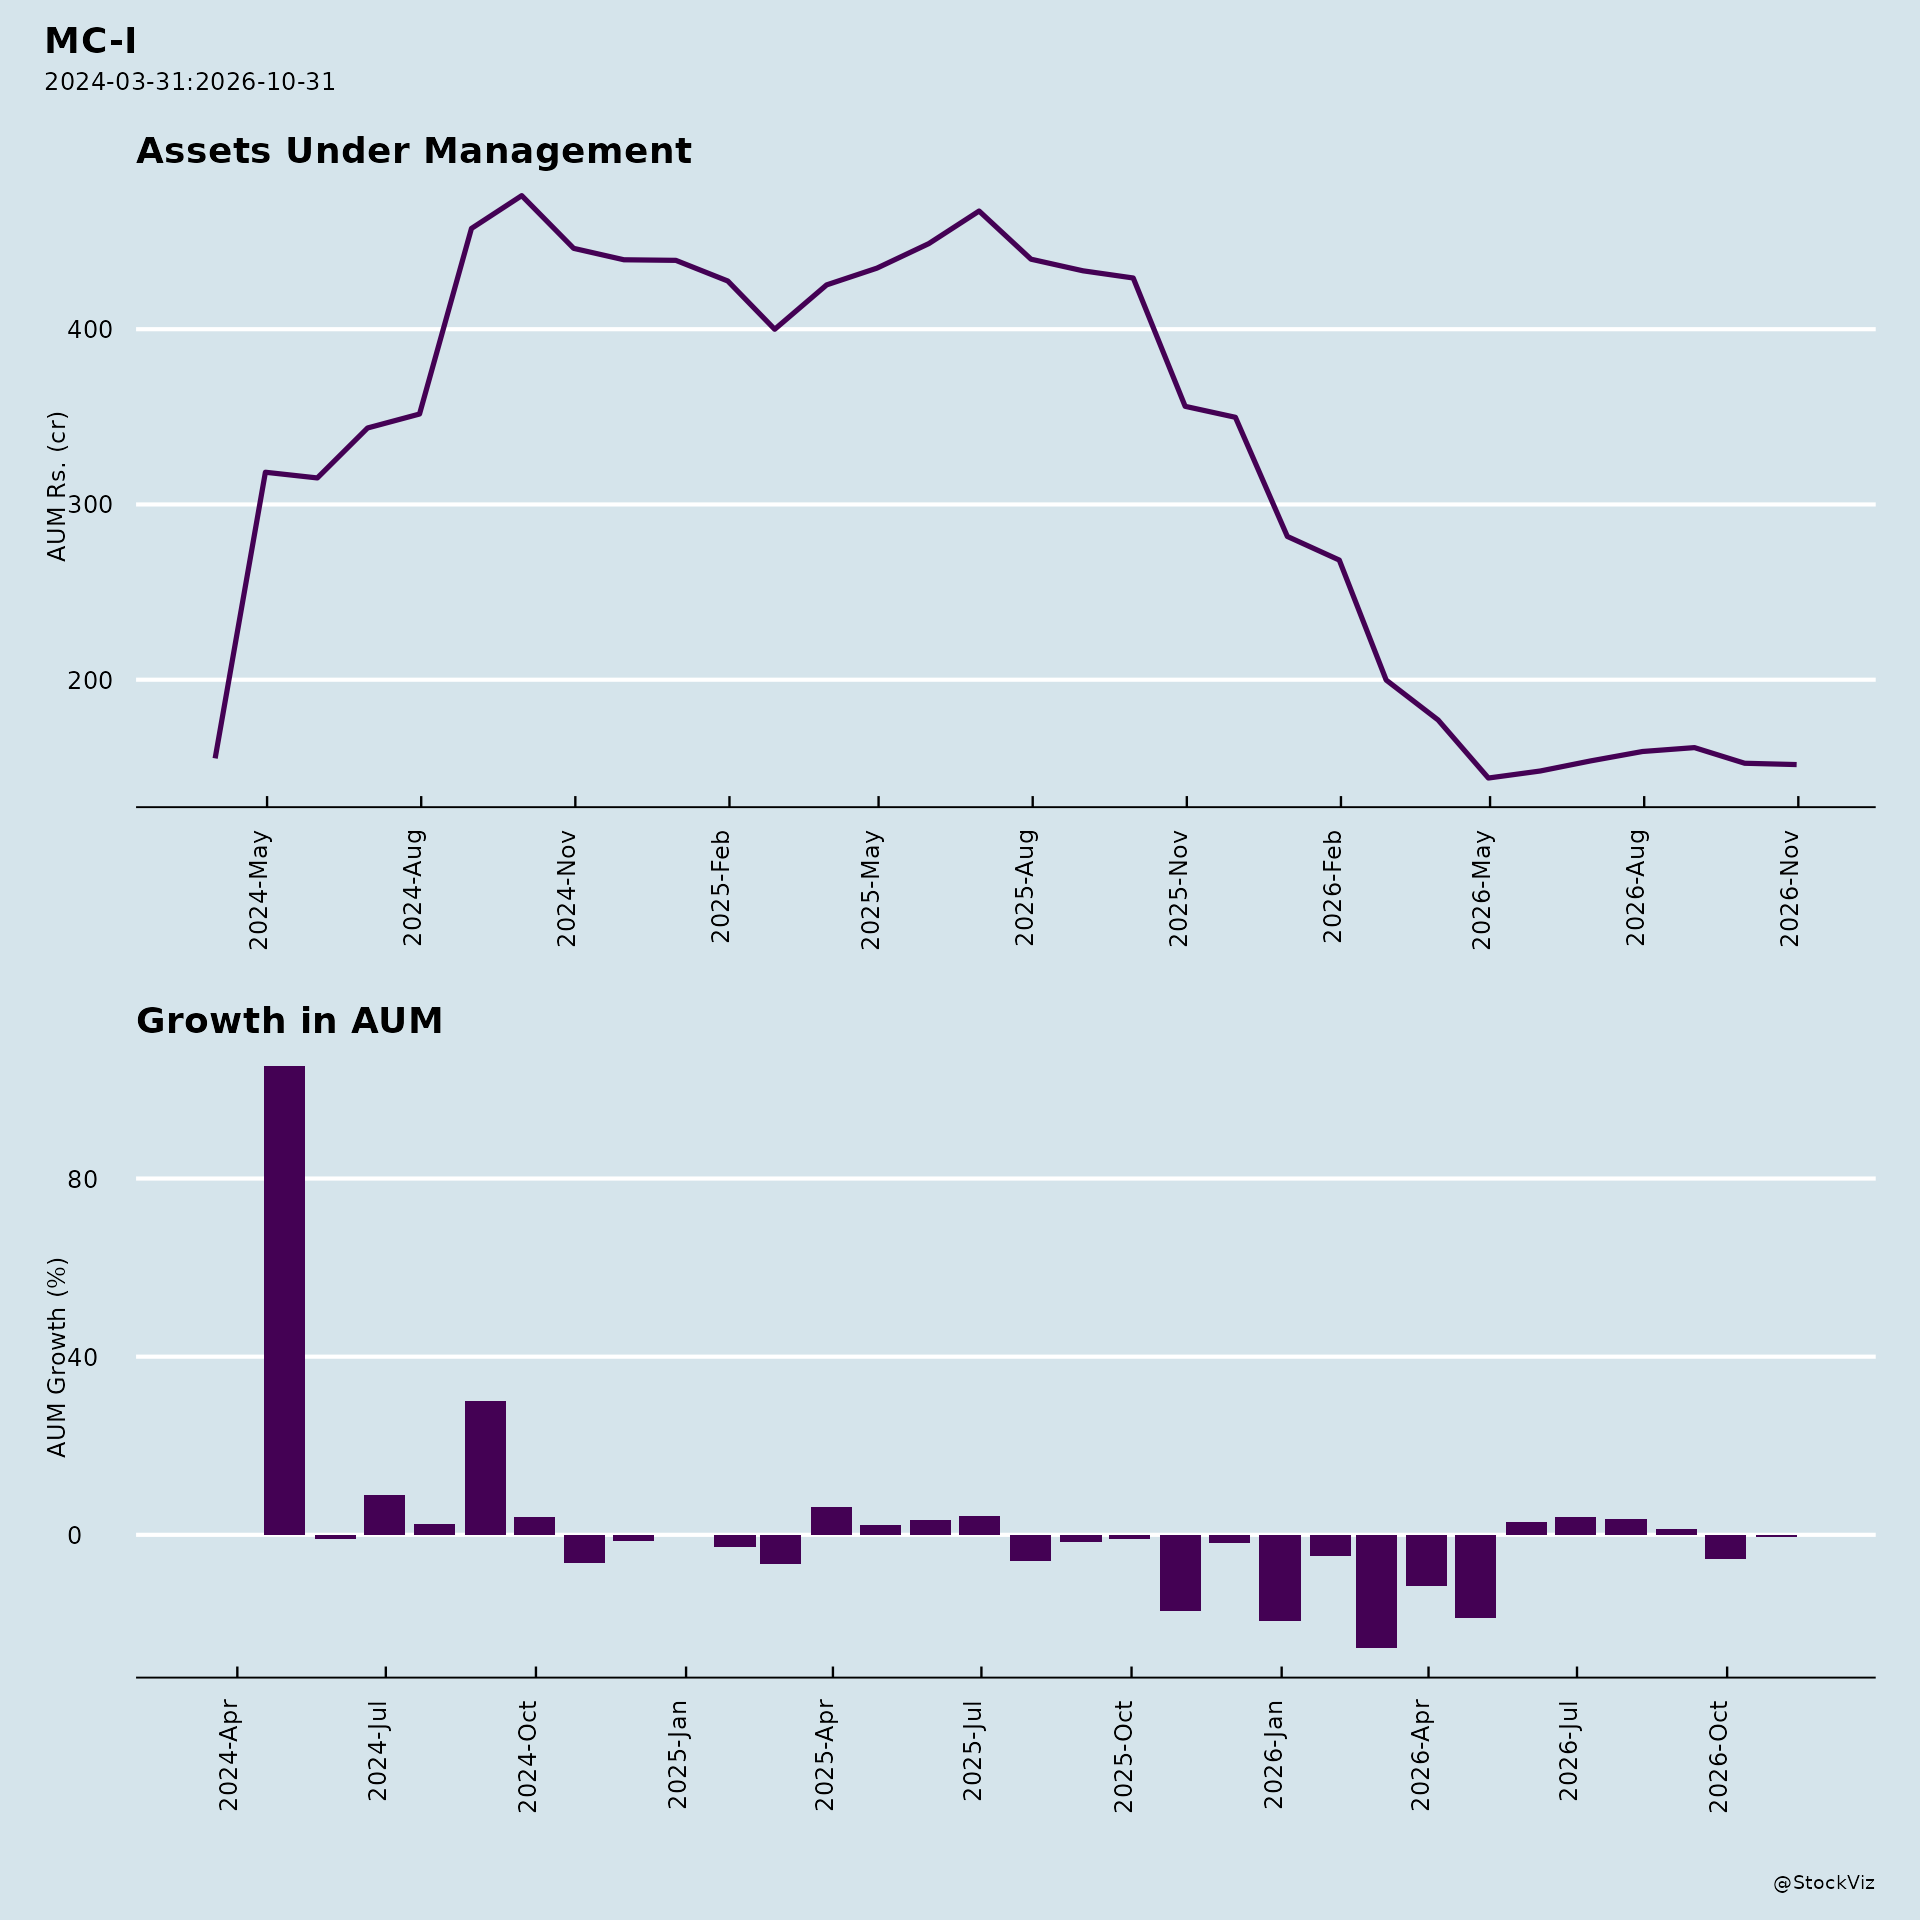 MC-I
2024-03-31:2026-10-31
Assets Under Management
AUM Rs. (cr)
400
300
200
2024-May
2024-Aug
2024-Nov
2025-Feb
2025-May
2025-Aug
2025-Nov
2026-Feb
2026-May
2026-Aug
2026-Nov
Growth in AUM
AUM Growth (%)
80
40
0
2024-Apr
2024-Jul
2024-Oct
2025-Jan
2025-Apr
2025-Jul
2025-Oct
2026-Jan
2026-Apr
2026-Jul
2026-Oct
@StockViz